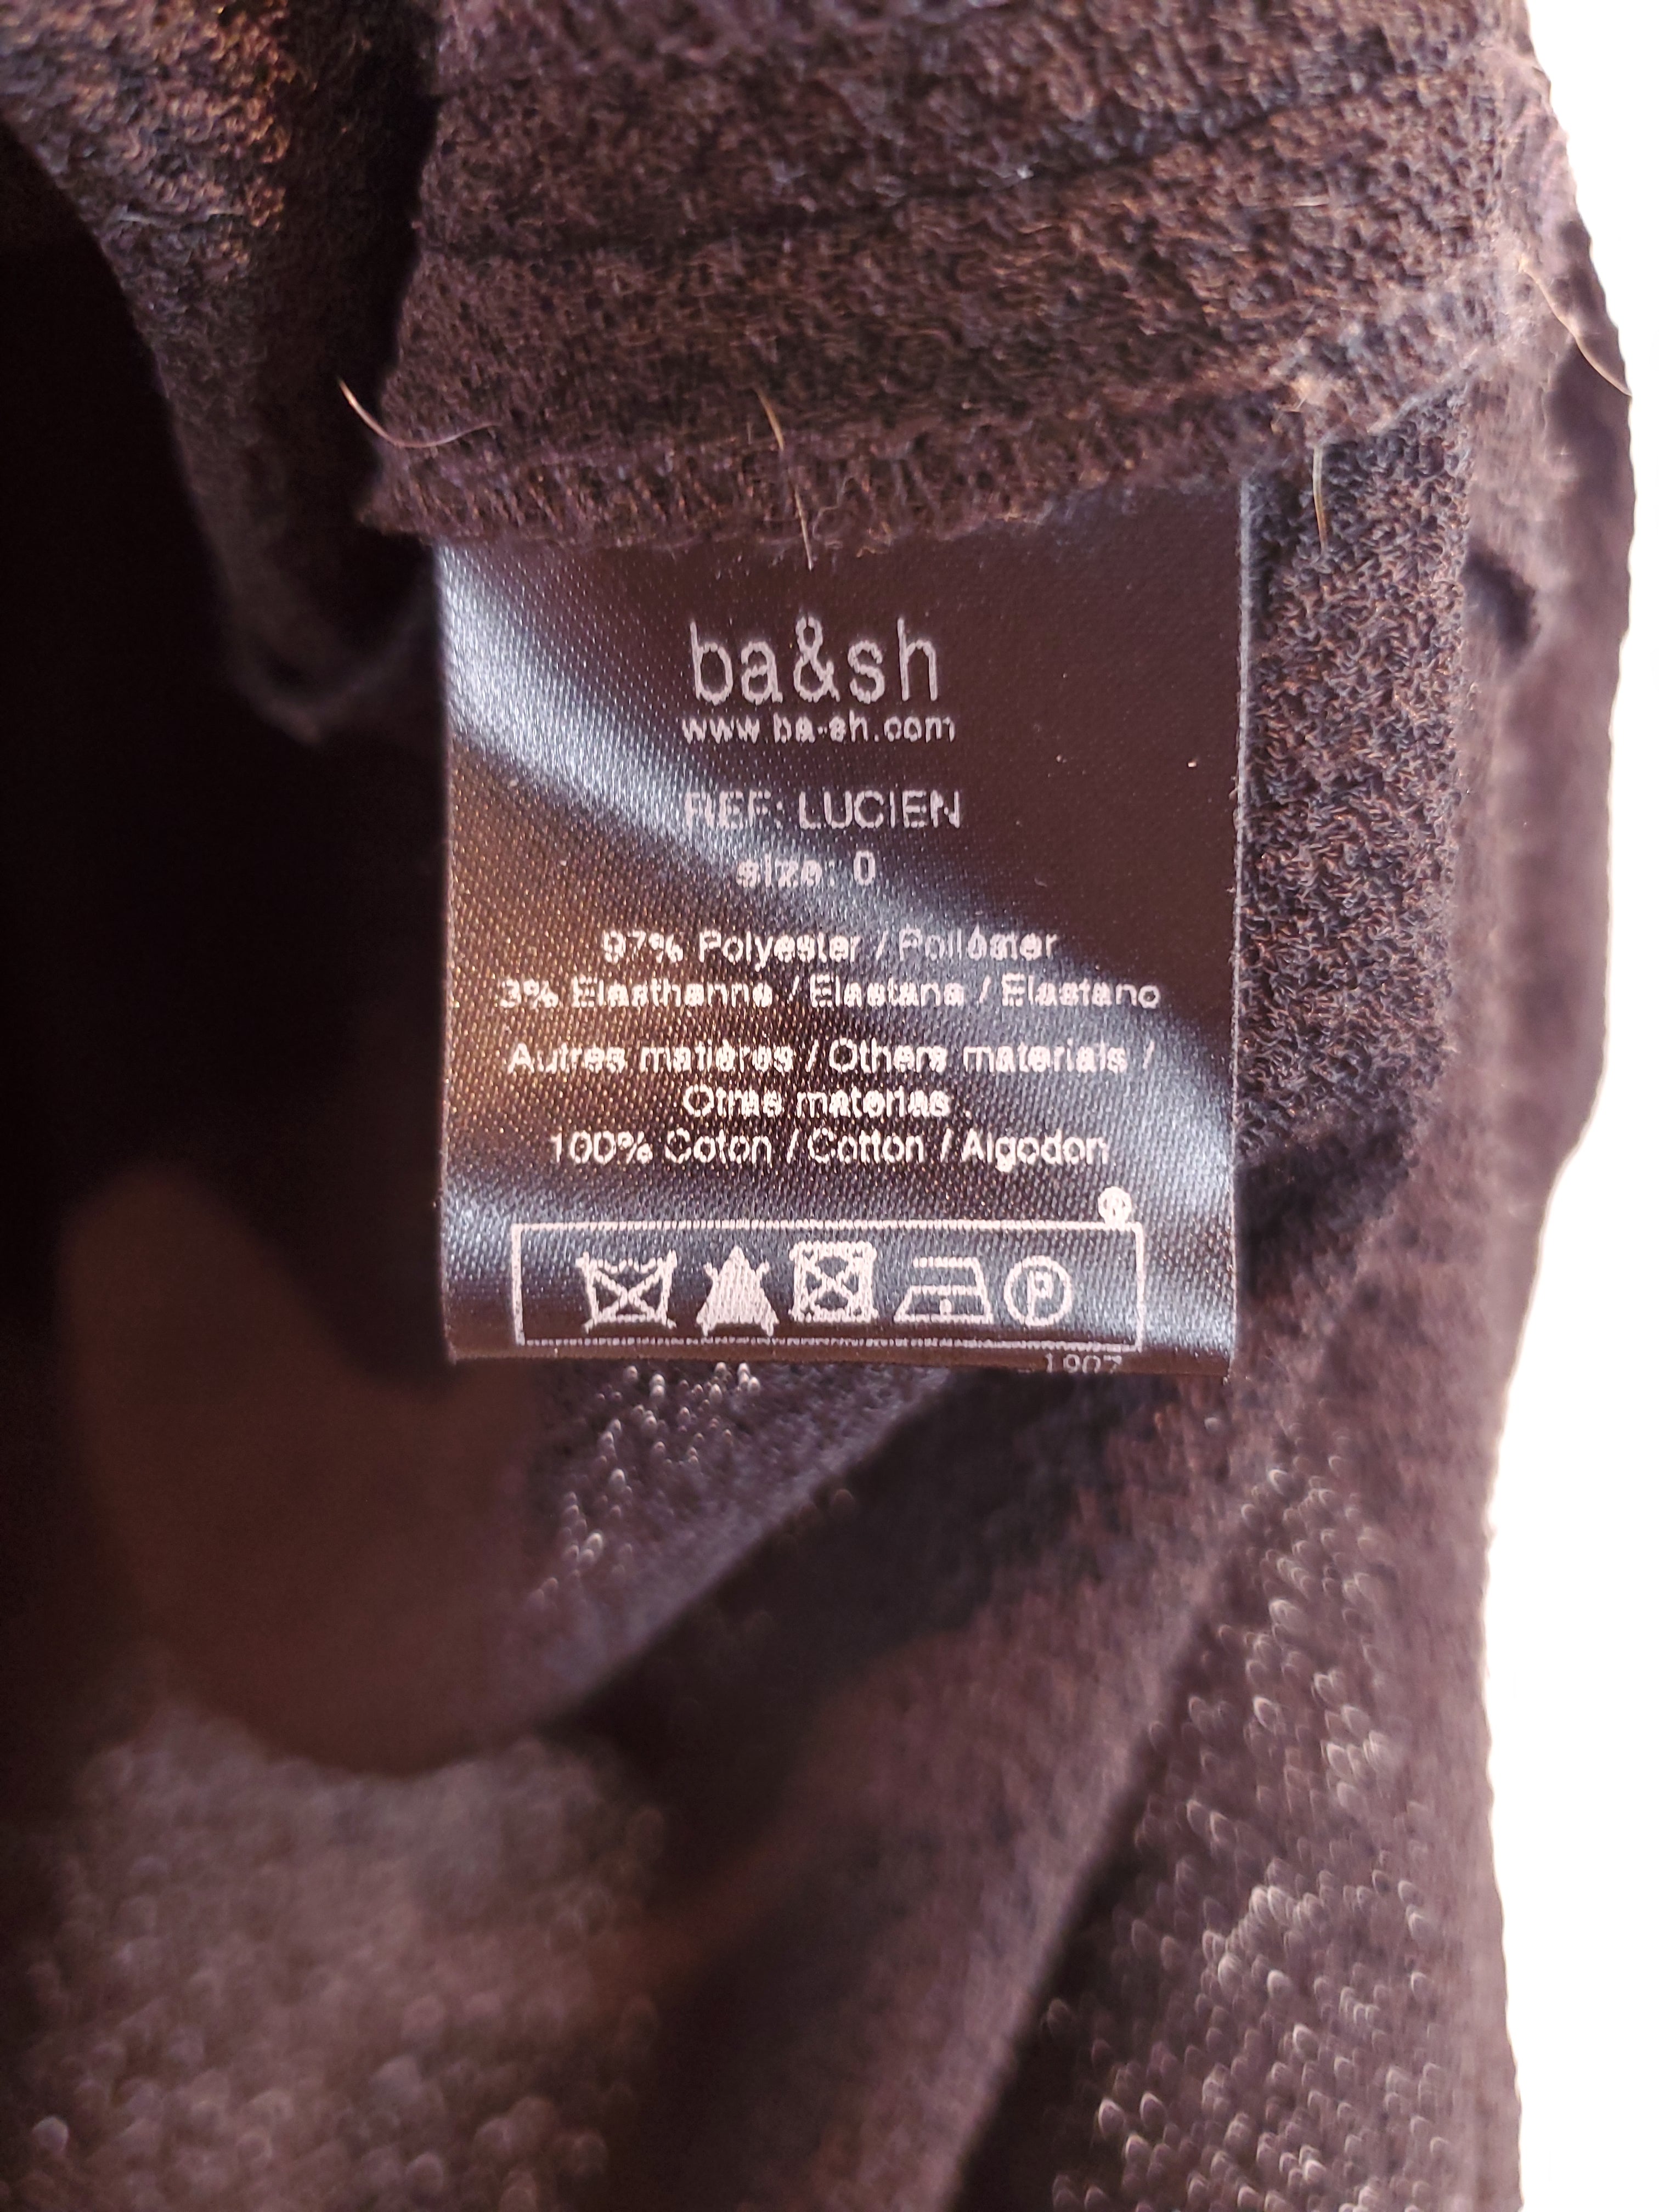 ba&sh
www.ba-sh.com
REF: LUCIEN
size: 0
97% Polyester / Poliéster
3% Elasthanne / Elastane / Elastano
Autres matières / Others materials /
Otras materias
100% Coton / Cotton / Algodon
®
P
1907